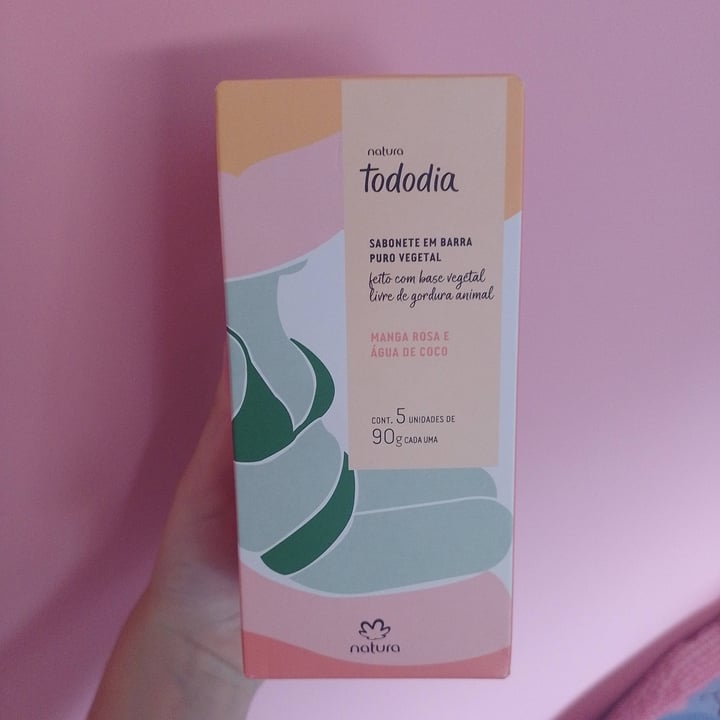 natura
Tododia
SABONETE EM BARRA
PURO VEGETAL
feito com base vegetal
livre de gordura animal
MANGA ROSA E
ÁGUA DE COCO
CONT. 5 UNIDADES DE
90g CADA UMA
natura